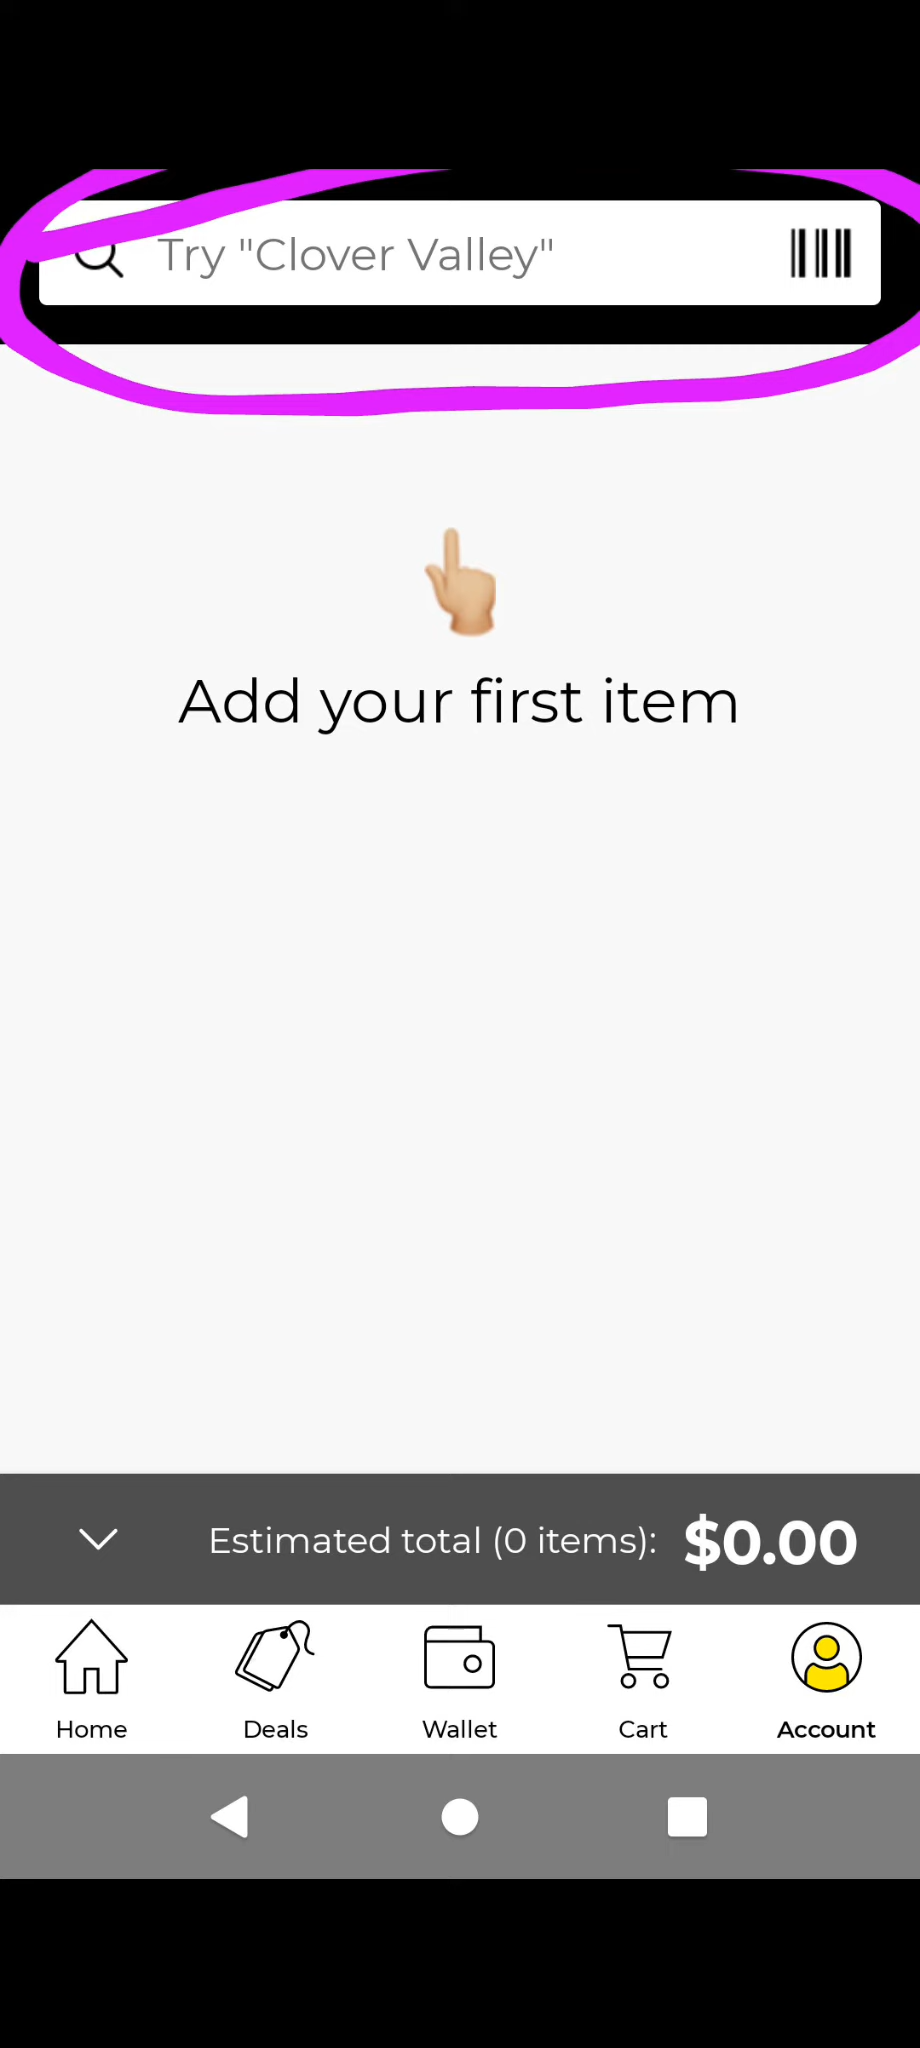 Try "Clover Valley"
Add your first item
Estimated total (0 items): $0.00
Home Deals Wallet Cart Account